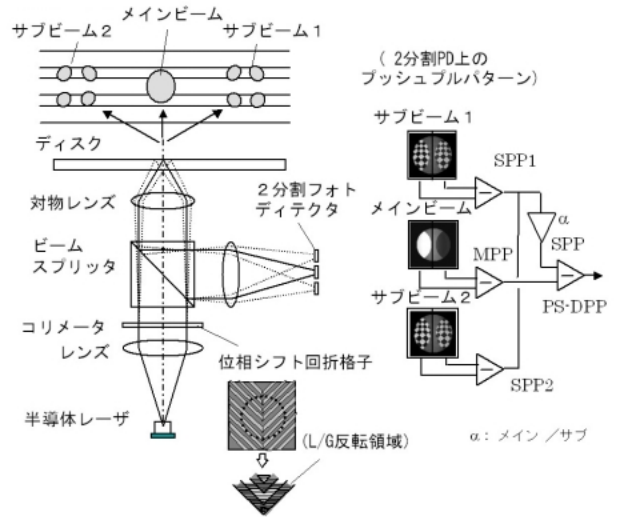 サブビーム2
メインビーム
サブビーム1
ディスク
対物レンズ
2分割フォト
ディテクタ
ビーム
スプリッタ
コリメータ
レンズ
位相シフト回折格子
半導体レーザ
(L/G反転領域)
( 2分割PD上の
プッシュプルパターン)
サブビーム1
SPP1
α
SPP
メインビーム
MPP
PS-DPP
サブビーム2
SPP2
α: メイン /サブ